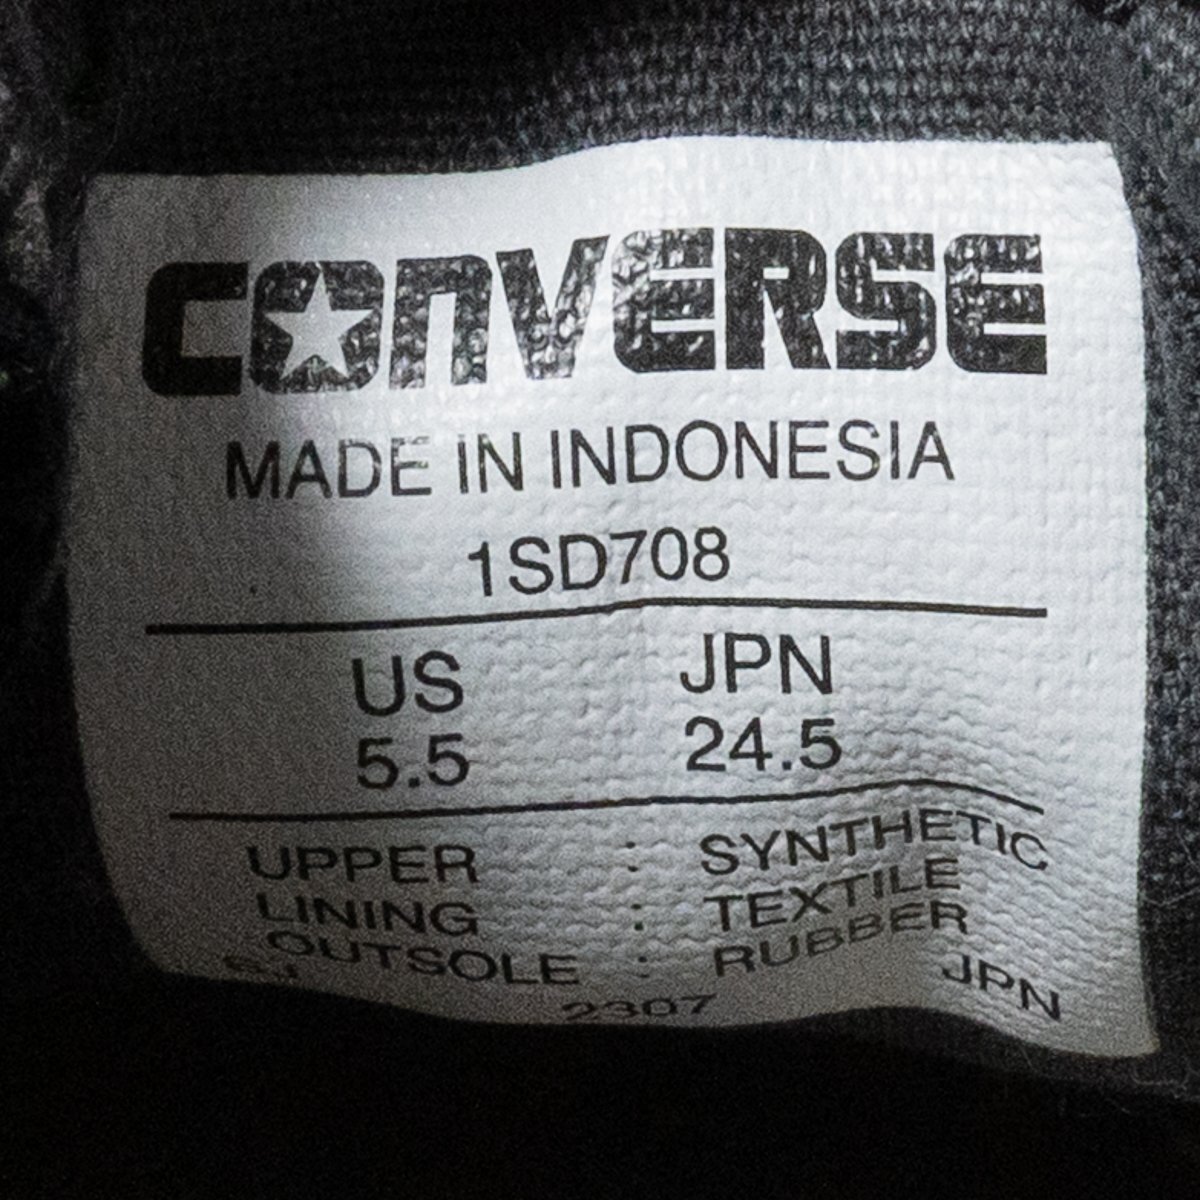 CONVERSE
MADE IN INDONESIA
1SD708
US JPN
5.5 24.5
UPPER : SYNTHETIC
LINING : TEXTILE
OUTSOLE : RUBBER
2307 JPN